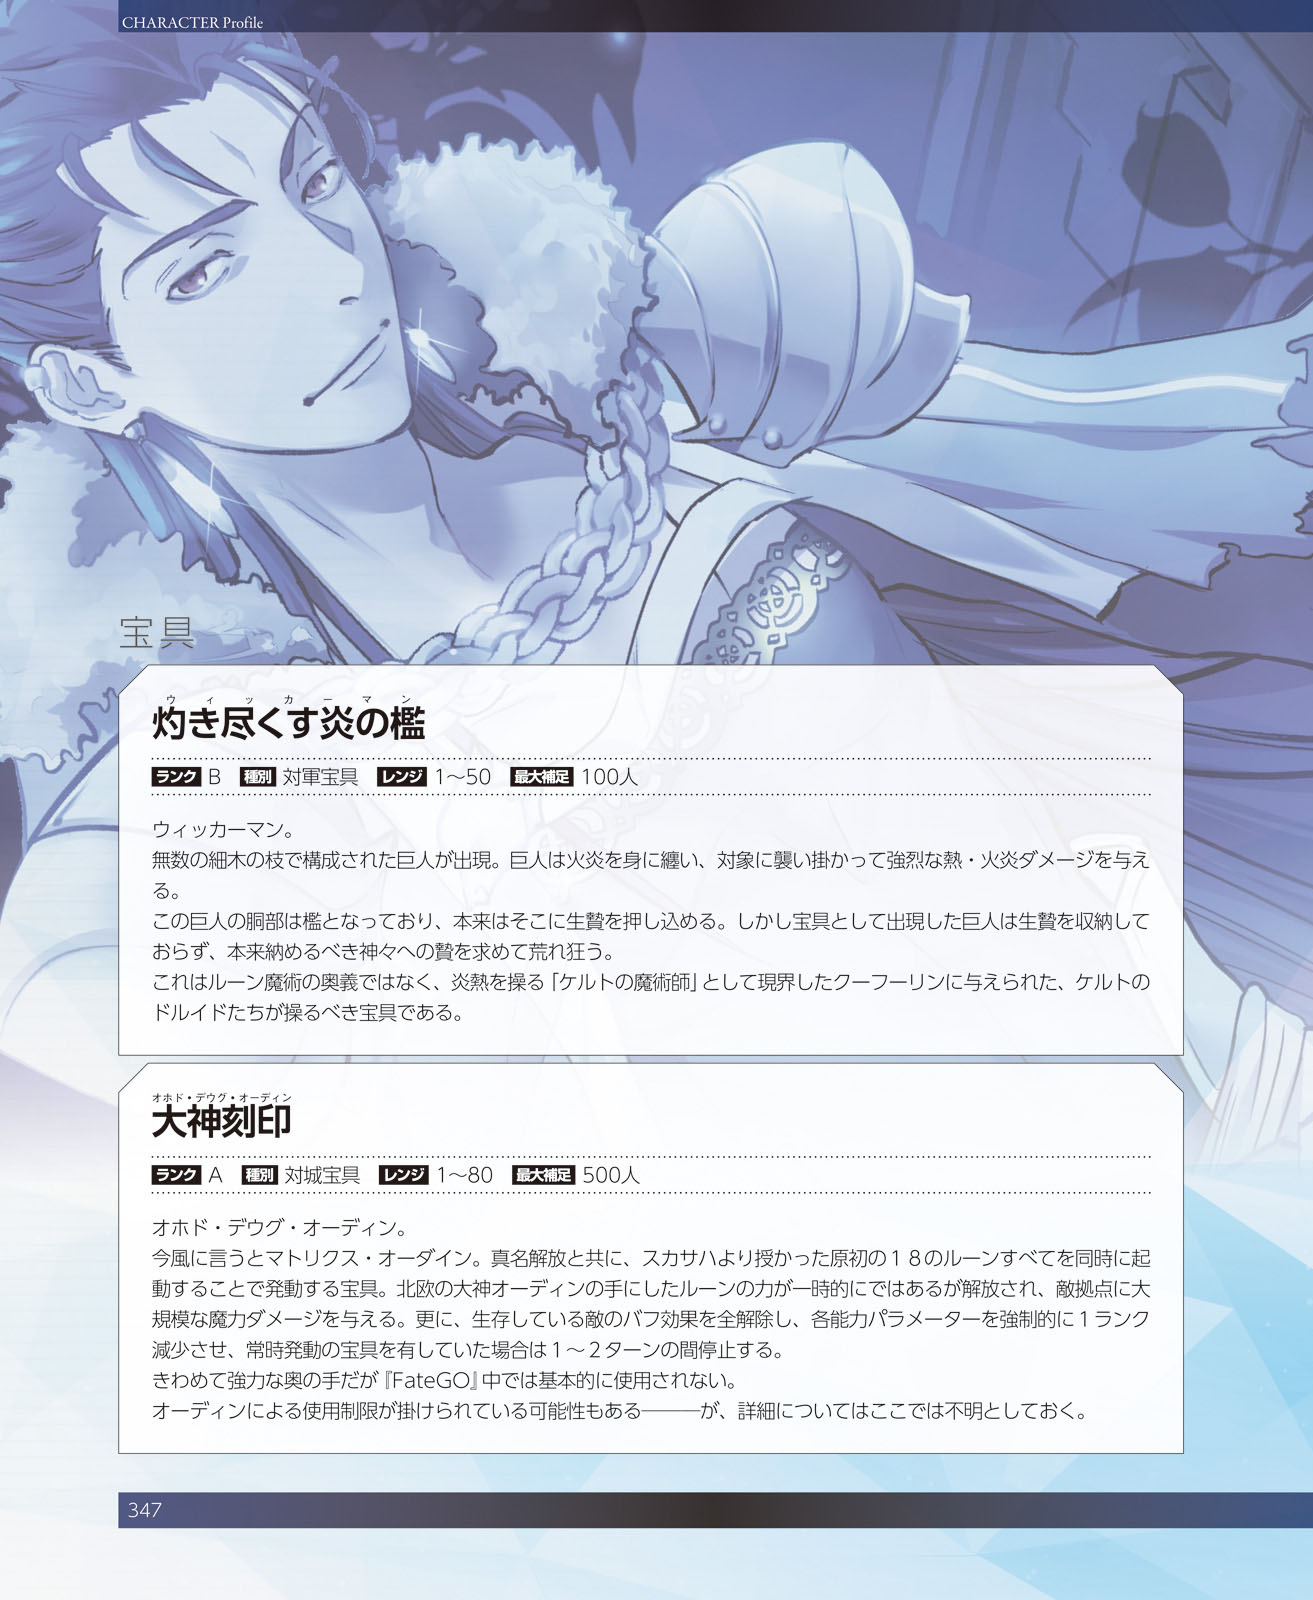 CHARACTER Profile
宝具
ウィッカーマン
灼き尽くす炎の檻
ランク B 種別 対軍宝具 レンジ 1～50 最大補足 100人
ウィッカーマン。
無数の細木の枝で構成された巨人が出現。巨人は火炎を身に纏い、対象に襲い掛かって強烈な熱・火炎ダメージを与え
る。
この巨人の胴部は檻となっており、本来はそこに生贄を押し込める。しかし宝具として出現した巨人は生贄を収納して
おらず、本来納めるべき神々への贄を求めて荒れ狂う。
これはルーン魔術の奥義ではなく、炎熱を操る「ケルトの魔術師」として現界したクーフーリンに与えられた、ケルトの
ドルイドたちが操るべき宝具である。
オホド・デウグ・オーディン
大神刻印
ランク A 種別 対城宝具 レンジ 1～80 最大補足 500人
オホド・デウグ・オーディン。
今風に言うとマトリクス・オーダイン。真名解放と共に、スカサハより授かった原初の１８のルーンすべてを同時に起
動することで発動する宝具。北欧の大神オーディンの手にしたルーンの力が一時的にではあるが解放され、敵拠点に大
規模な魔力ダメージを与える。更に、生存している敵のバフ効果を全解除し、各能力パラメーターを強制的に１ランク
減少させ、常時発動の宝具を有していた場合は１～２ターンの間停止する。
きわめて強力な奥の手だが『FateGO』中では基本的に使用されない。
オーディンによる使用制限が掛けられている可能性もある―――が、詳細についてはここでは不明としておく。
347